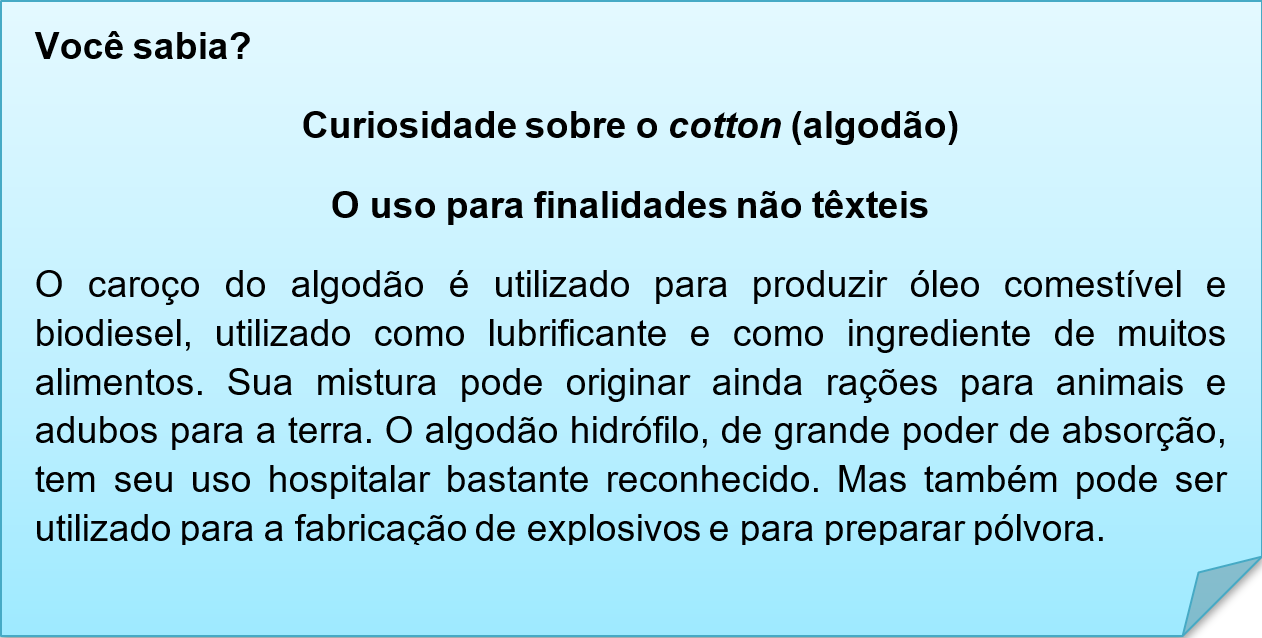 Você sabia?
Curiosidade sobre o cotton (algodão)
O uso para finalidades não têxteis
O caroço do algodão é utilizado para produzir óleo comestível e
biodiesel, utilizado como lubrificante e como ingrediente de muitos
alimentos. Sua mistura pode originar ainda rações para animais e
adubos para a terra. O algodão hidrófilo, de grande poder de absorção,
tem seu uso hospitalar bastante reconhecido. Mas também pode ser
utilizado para a fabricação de explosivos e para preparar pólvora.